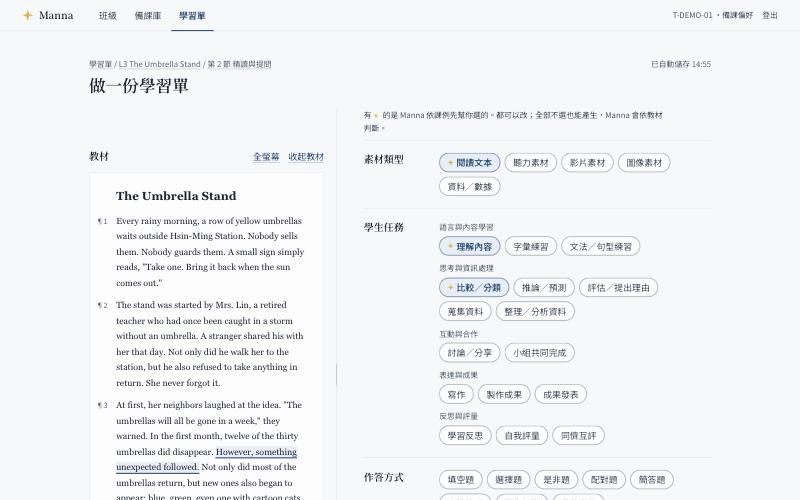 Manna
班級
備課庫
學習單
T-DEMO-01 ・備課偏好
登出
學習單 / L3 The Umbrella Stand / 第 2 節 精讀與提問
已自動儲存 14:55
做一份學習單
教材
全螢幕
收起教材
The Umbrella Stand
¶ 1 Every rainy morning, a row of yellow umbrellas
waits outside Hsin-Ming Station. Nobody sells
them. Nobody guards them. A small sign simply
reads, "Take one. Bring it back when the sun
comes out."
¶ 2 The stand was started by Mrs. Lin, a retired
teacher who had once been caught in a storm
without an umbrella. A stranger shared his with
her that day. Not only did he walk her to the
station, but he also refused to take anything in
return. She never forgot it.
¶ 3 At first, her neighbors laughed at the idea. "The
umbrellas will all be gone in a week," they
warned. In the first month, twelve of the thirty
umbrellas did disappear. However, something
unexpected followed. Not only did most of the
umbrellas return, but new ones also began to
appear: blue, green, even one with cartoon cats
有 ✦ 的是 Manna 依課例先幫你選的。都可以改；全部不選也能產生，Manna 會依教材
判斷。
素材類型
閱讀文本
聽力素材
影片素材
圖像素材
資料／數據
學生任務
語言與內容學習
理解內容
字彙練習
文法／句型練習
思考與資訊處理
比較／分類
推論／預測
評估／提出理由
蒐集資料
整理／分析資料
互動與合作
討論／分享
小組共同完成
表達與成果
寫作
製作成果
成果發表
反思與評量
學習反思
自我評量
同儕互評
作答方式
填空題
選擇題
是非題
配對題
簡答題